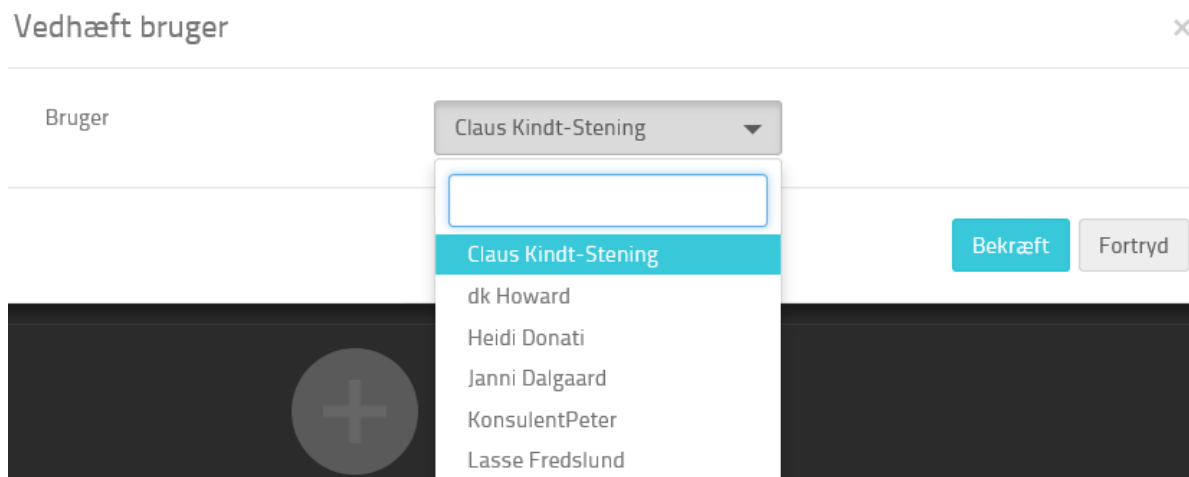 Vedhæft bruger
×
Bruger
Claus Kindt-Stening
Claus Kindt-Stening
dk Howard
Heidi Donati
Janni Dalgaard
KonsulentPeter
Lasse Fredslund
Bekræft
Fortryd